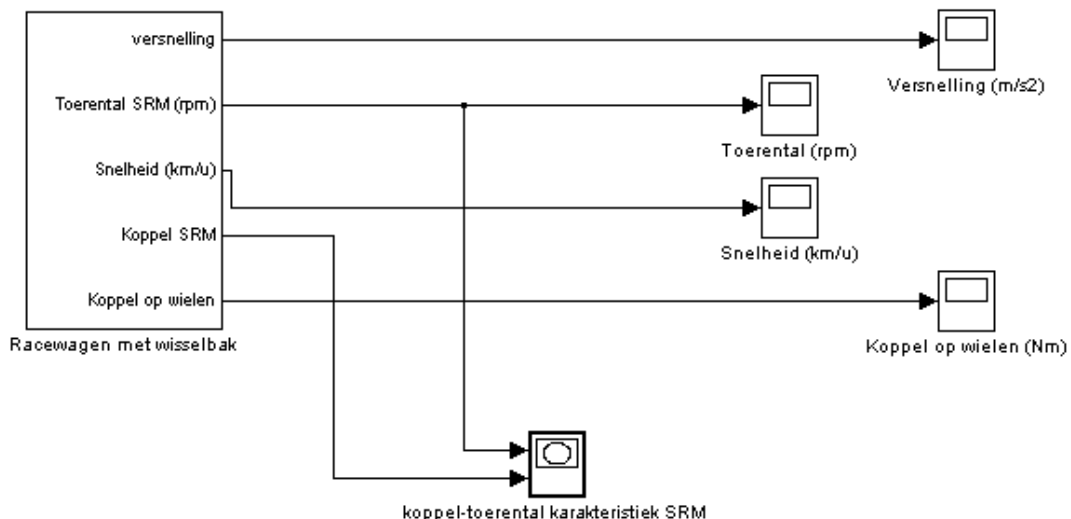 versnelling
Toerental SRM (rpm)
Snelheid (km/u)
Koppel SRM
Koppel op wielen
Racewagen met wisselbak
Versnelling (m/s2)
Toerental (rpm)
Snelheid (km/u)
Koppel op wielen (Nm)
koppel-toerental karakteristiek SRM